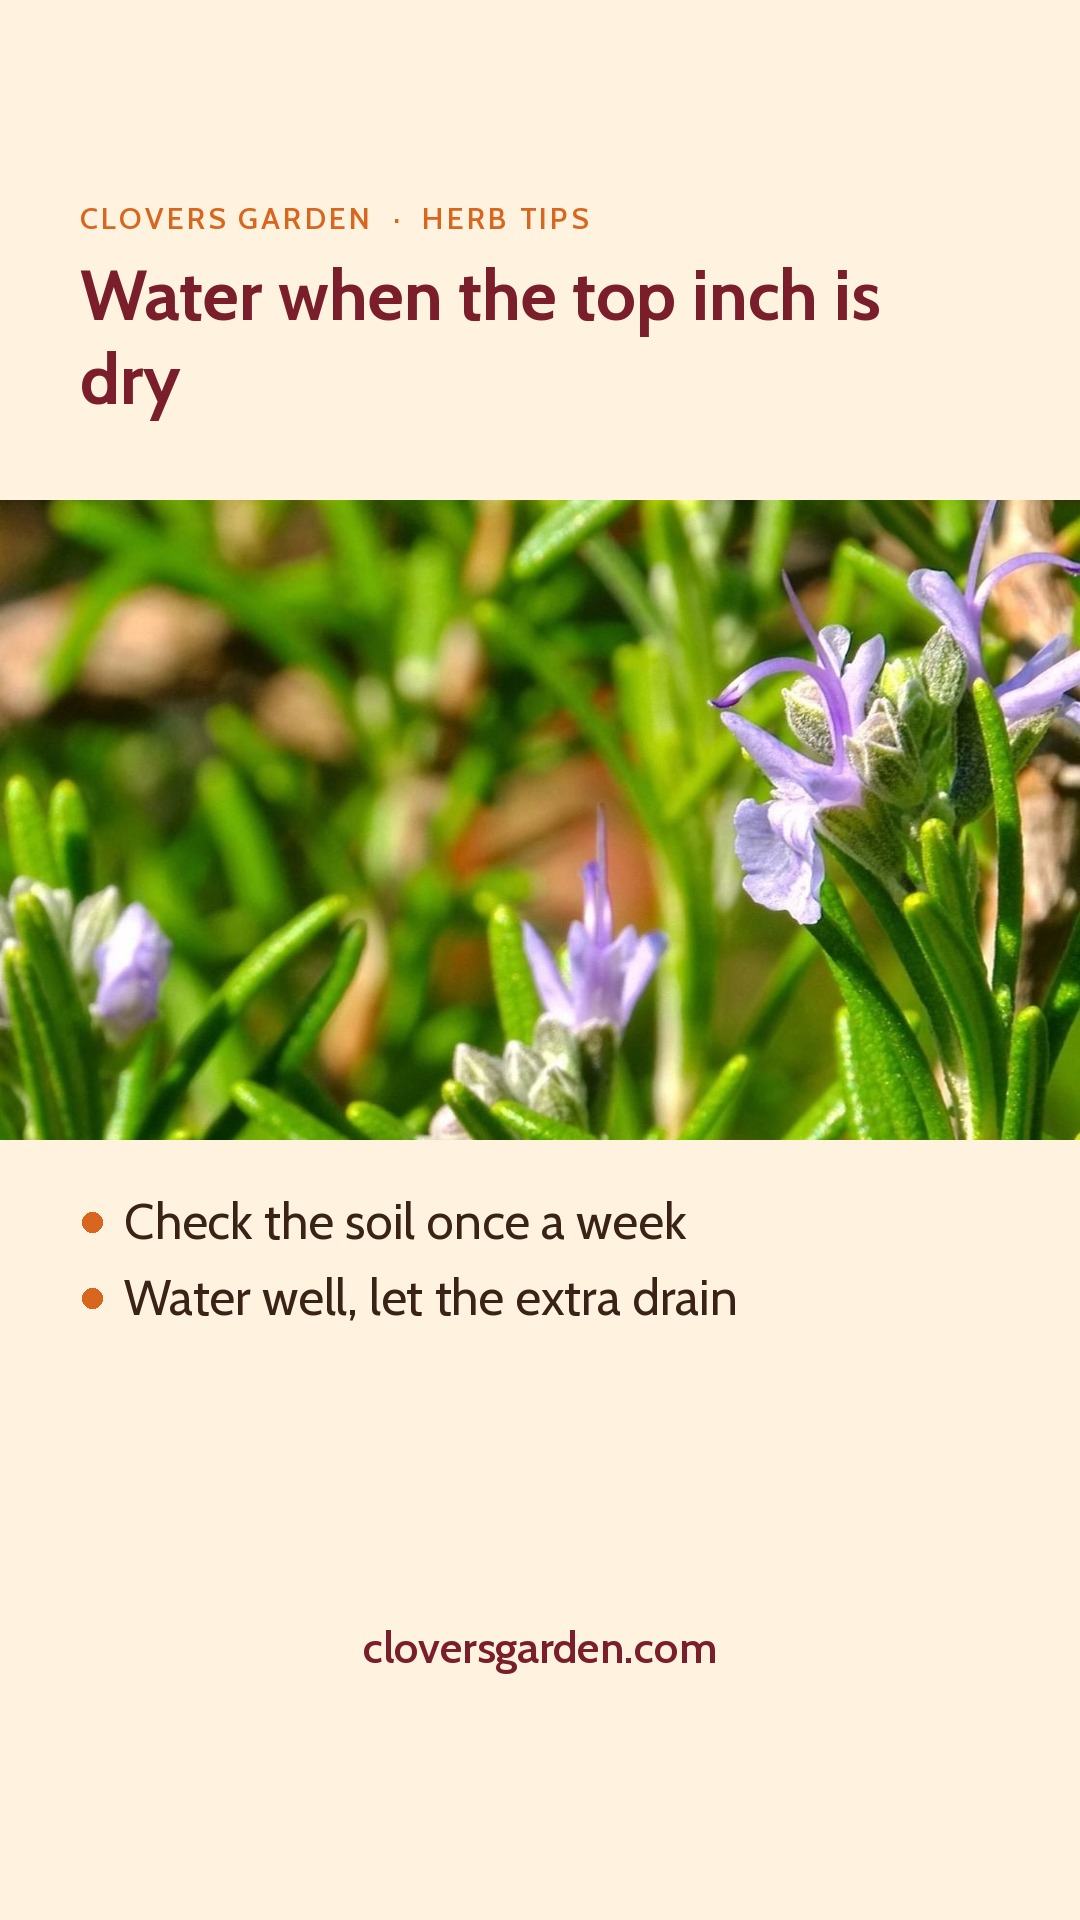 CLOVERS GARDEN · HERB TIPS
Water when the top inch is
dry
Check the soil once a week
Water well, let the extra drain
cloversgarden.com